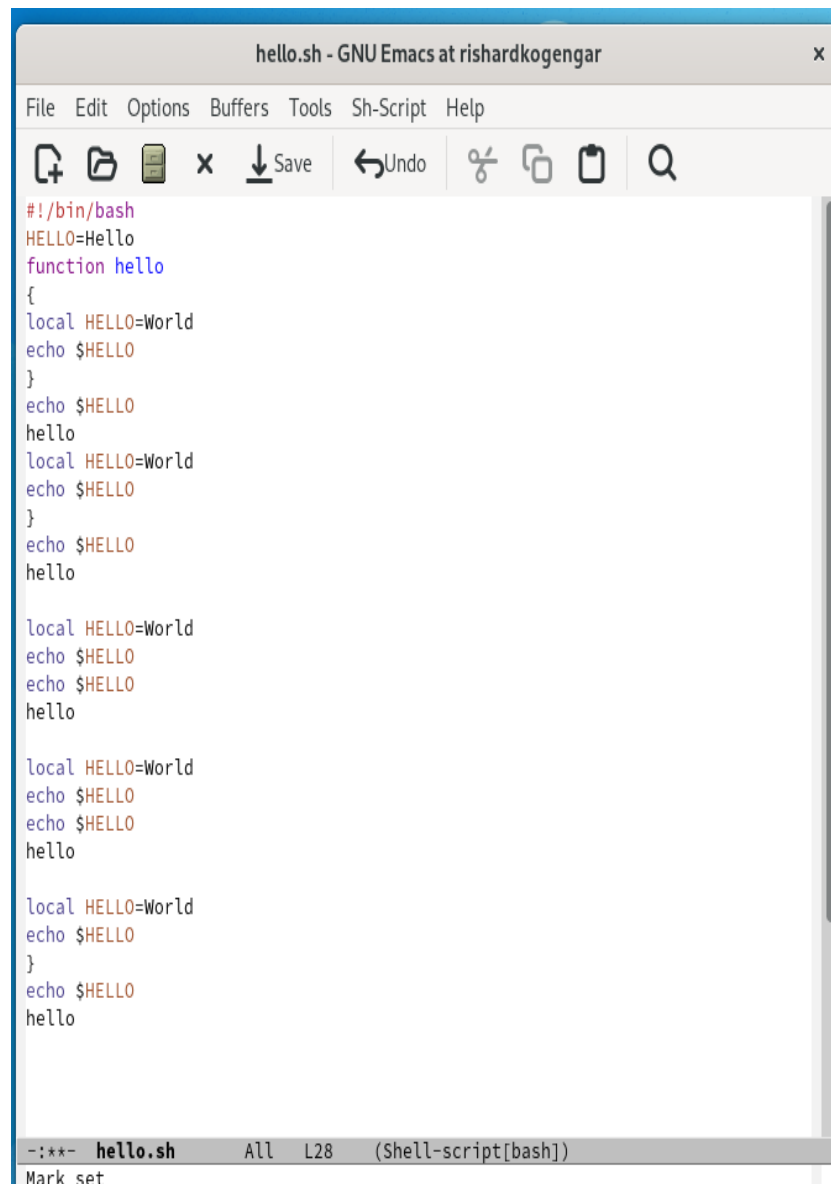 hello.sh - GNU Emacs at rishardkogengar
File Edit Options Buffers Tools Sh-Script Help
Save Undo
#!/bin/bash
HELLO=Hello
function hello
{
local HELLO=World
echo $HELLO
}
echo $HELLO
hello
local HELLO=World
echo $HELLO
}
echo $HELLO
hello
local HELLO=World
echo $HELLO
echo $HELLO
hello
local HELLO=World
echo $HELLO
echo $HELLO
hello
local HELLO=World
echo $HELLO
}
echo $HELLO
hello
-:**- hello.sh All L28 (Shell-script[bash])
Mark set